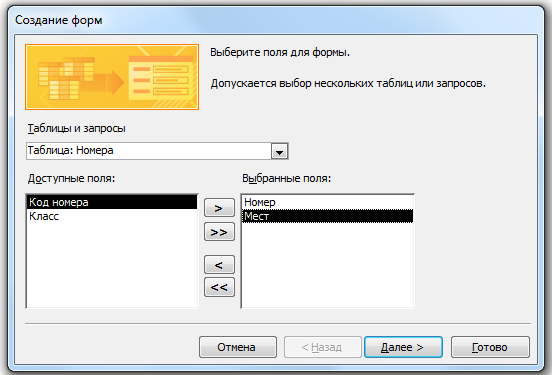 Создание форм
Выберите поля для формы.
Допускается выбор нескольких таблиц или запросов.
Таблицы и запросы
Таблица: Номера
Доступные поля:
Выбранные поля:
Код номера
Класс
>
>>
<
<<
Номер
Мест
Отмена
< Назад
Далее >
Готово